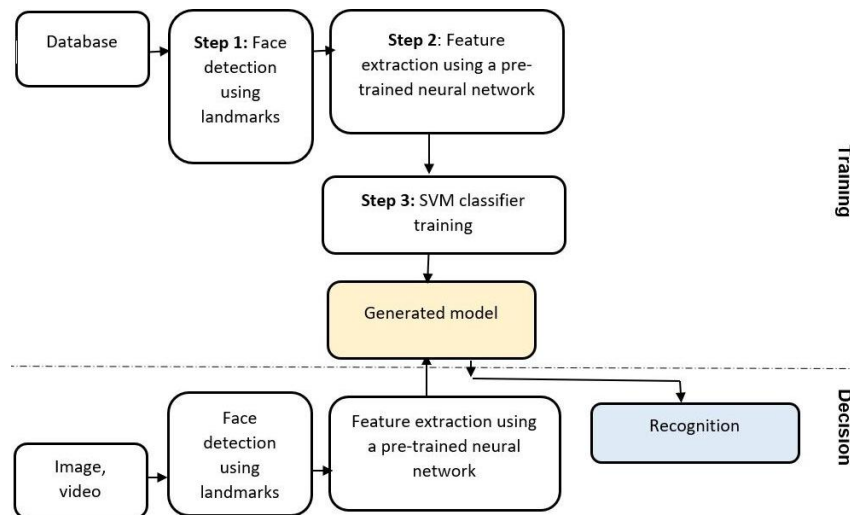 Database
Step 1: Face
detection
using
landmarks
Step 2: Feature
extraction using a pre-
trained neural network
Training
Step 3: SVM classifier
training
Generated model
Decision
Face
detection
using
landmarks
Feature extraction using
a pre-trained neural
network
Recognition
Image,
video